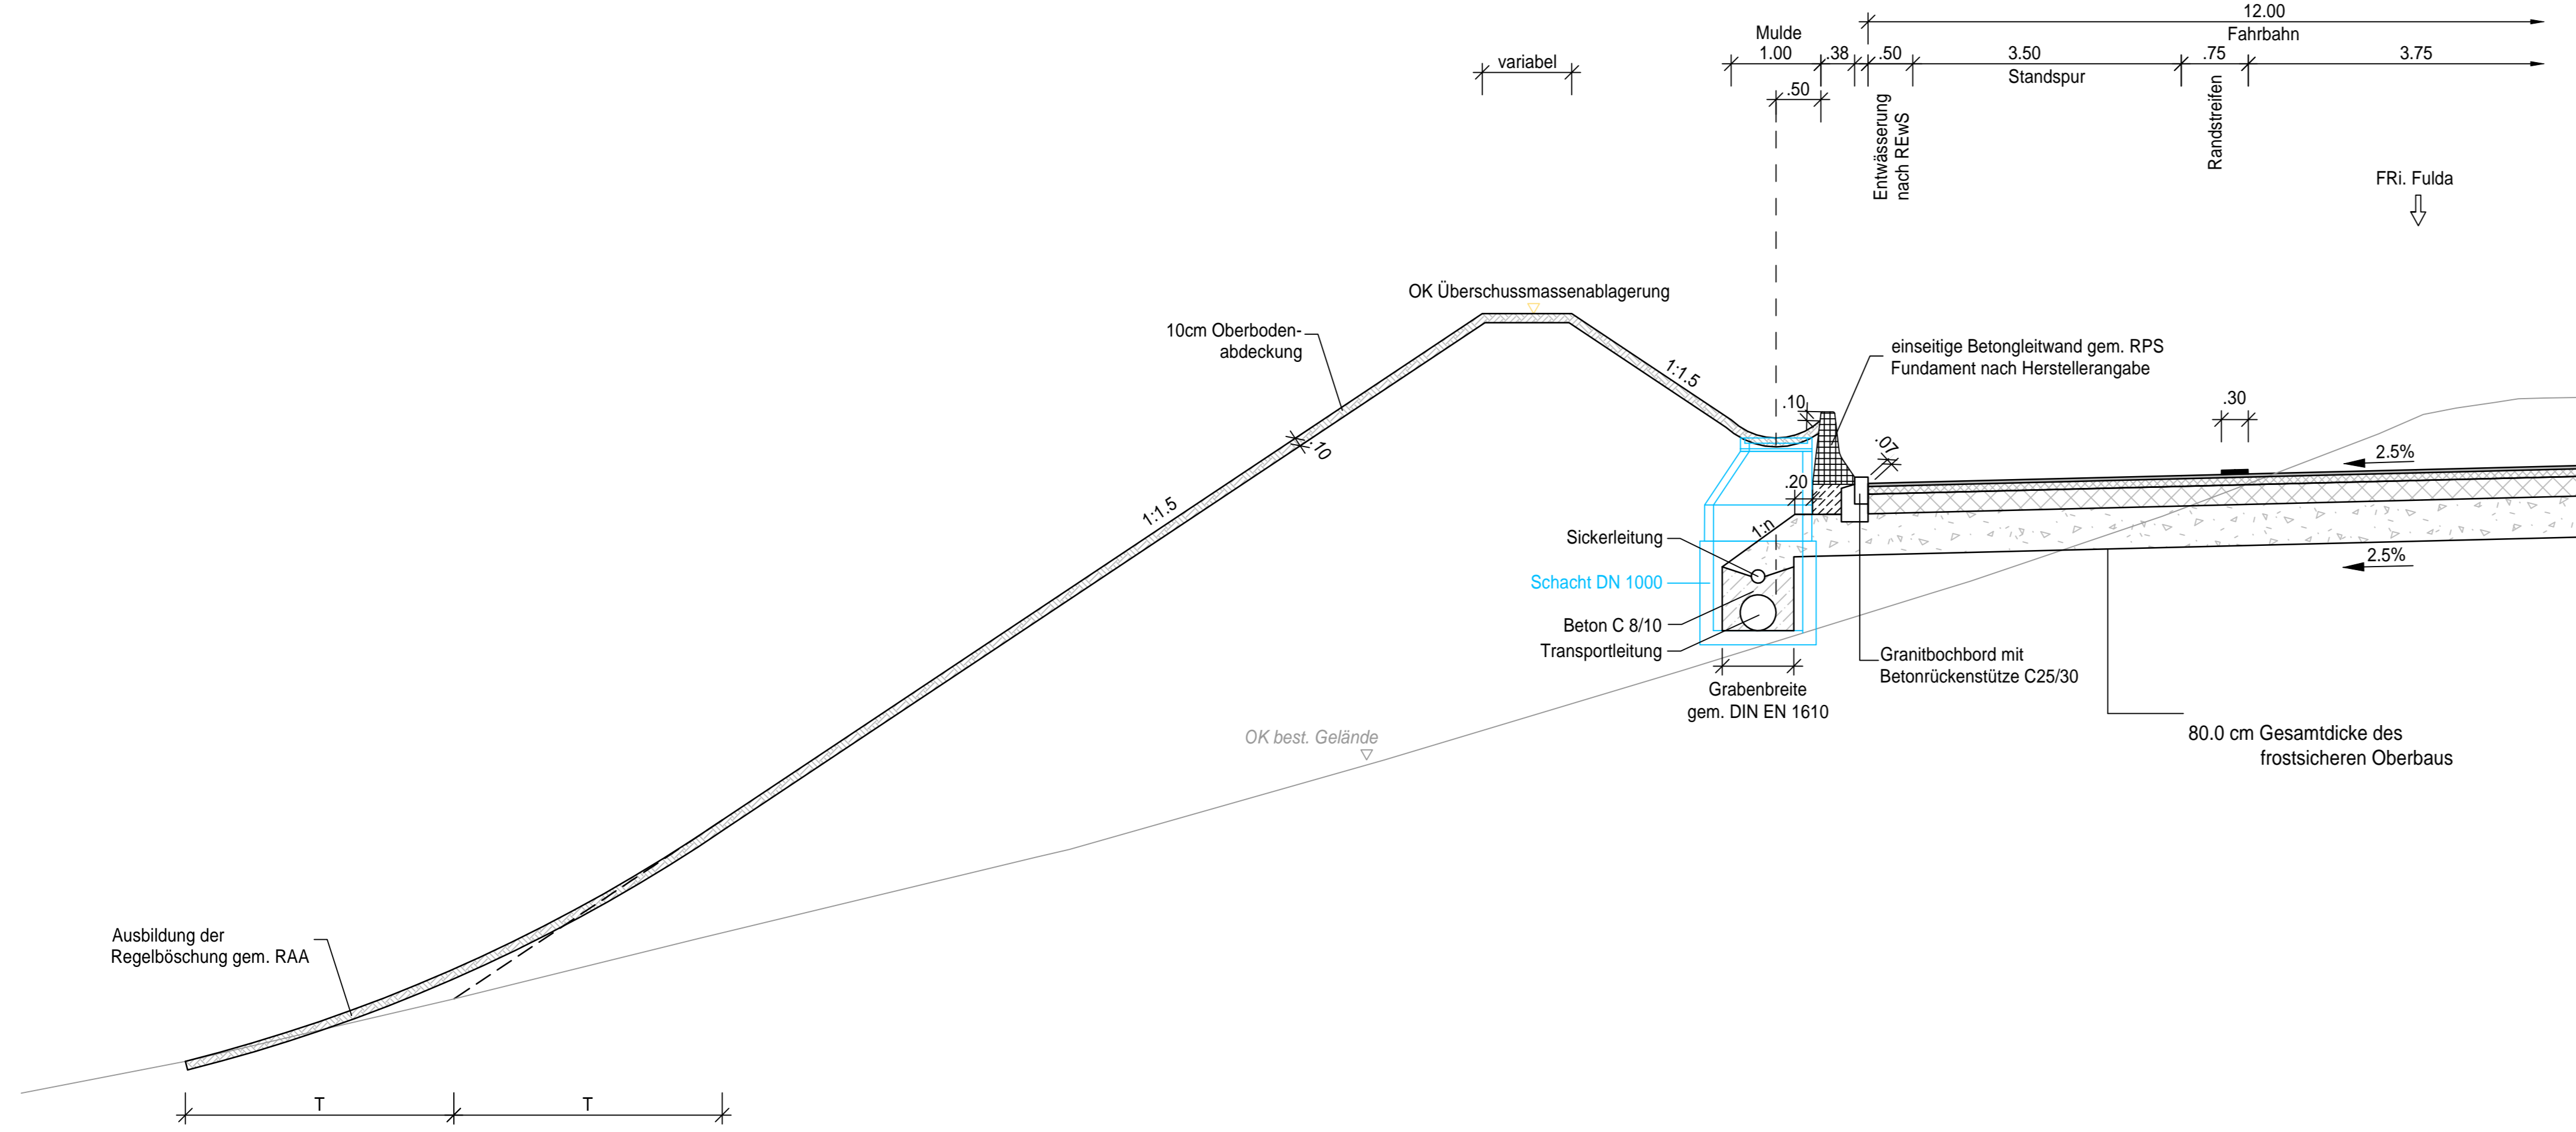 12.00
Fahrbahn
Mulde
1.00
.38
.50
3.50
.75
3.75
variabel
Standspur
.50
Entwässerung
nach REwS
Randstreifen
FRi. Fulda
OK Überschussmassenablagerung
10cm Oberboden-
abdeckung
1:1.5
einseitige Betongleitwand gem. RPS
Fundament nach Herstellerangabe
.10
.30
.10
.07
2.5%
.20
1:1.5
1:n
Sickerleitung
2.5%
Schacht DN 1000
Beton C 8/10
Transportleitung
Granitbochbord mit
Betonrückenstütze C25/30
Grabenbreite
gem. DIN EN 1610
OK best. Gelände
80.0 cm Gesamtdicke des
frostsicheren Oberbaus
Ausbildung der
Regelböschung gem. RAA
T
T